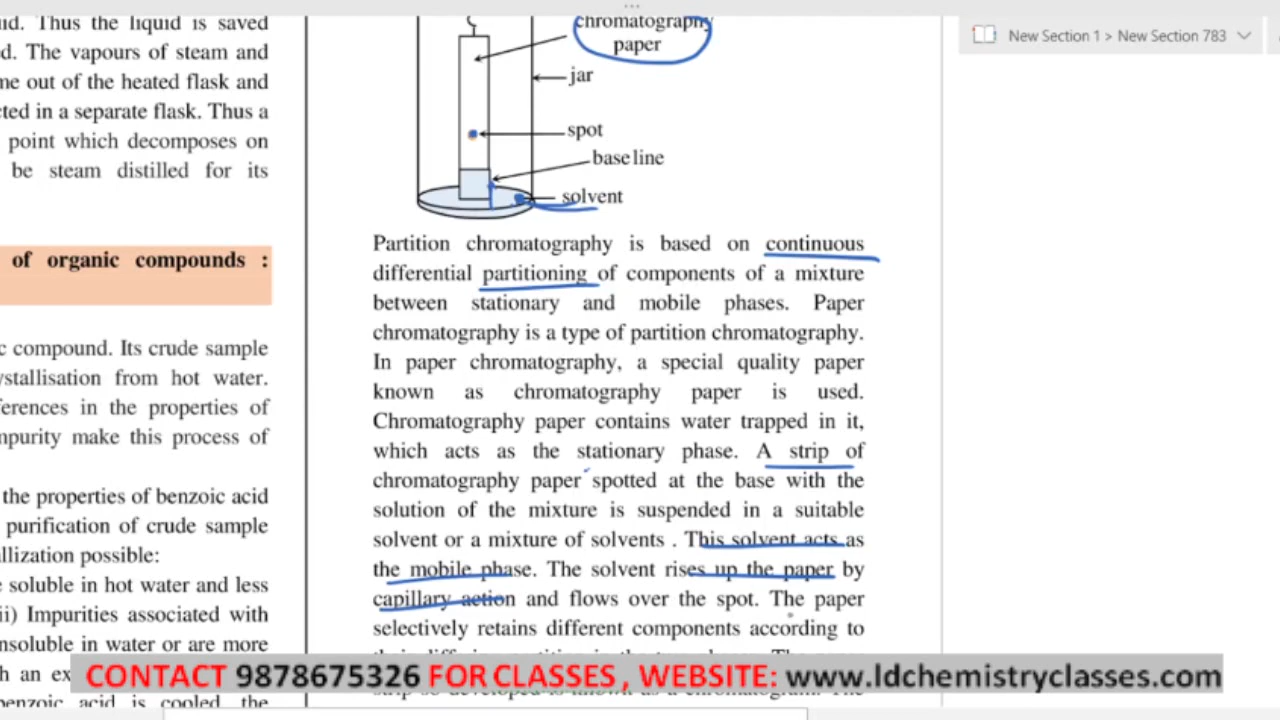 uid. Thus the liquid is saved
d. The vapours of steam and
me out of the heated flask and
cted in a separate flask. Thus a
point which decomposes on
be steam distilled for its
of organic compounds :
c compound. Its crude sample
ystallisation from hot water.
ferences in the properties of
mpurity make this process of
the properties of benzoic acid
purification of crude sample
allization possible:
e soluble in hot water and less
ii) Impurities associated with
nsoluble in water or are more
h an ex
benzoic acid is cooled the
chromatography
paper
jar
spot
base line
solvent
Partition chromatography is based on continuous
differential partitioning of components of a mixture
between stationary and mobile phases. Paper
chromatography is a type of partition chromatography.
In paper chromatography, a special quality paper
known as chromatography paper is used.
Chromatography paper contains water trapped in it,
which acts as the stationary phase. A strip of
chromatography paper spotted at the base with the
solution of the mixture is suspended in a suitable
solvent or a mixture of solvents . This solvent acts as
the mobile phase. The solvent rises up the paper by
capillary action and flows over the spot. The paper
selectively retains different components according to
New Section 1 > New Section 783
CONTACT 9878675326 FOR CLASSES , WEBSITE: www.ldchemistryclasses.com